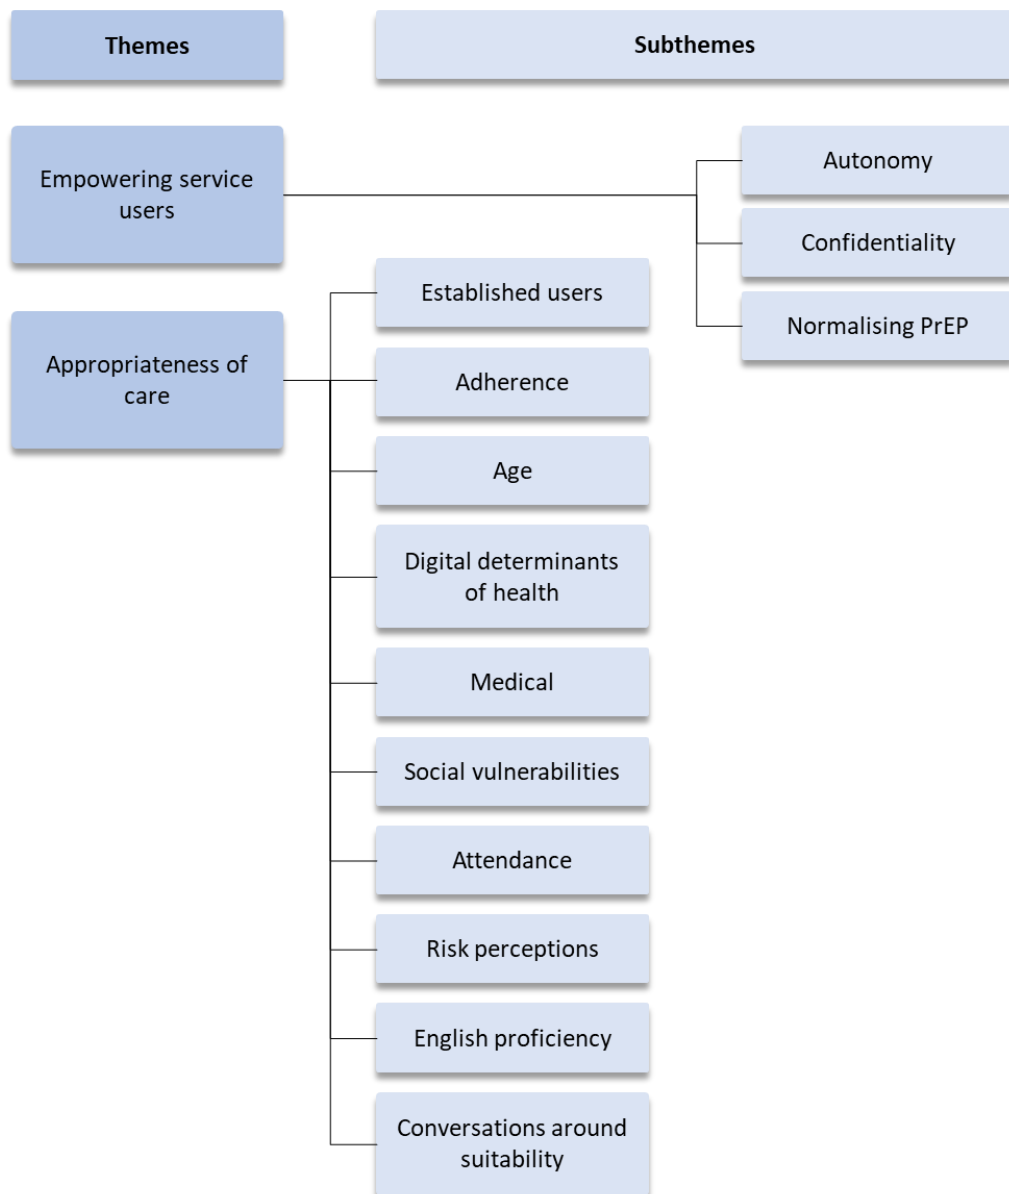 Themes
Subthemes
Empowering service
users
Autonomy
Confidentiality
Normalising PrEP
Appropriateness of
care
Established users
Adherence
Age
Digital determinants
of health
Medical
Social vulnerabilities
Attendance
Risk perceptions
English proficiency
Conversations around
suitability